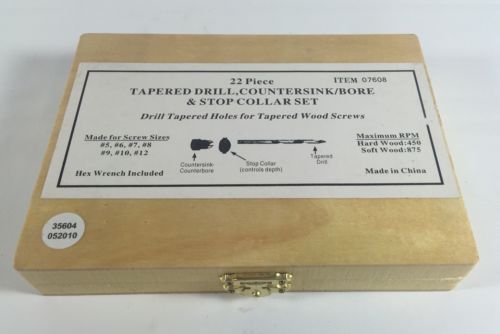 22 Piece
ITEM 07608
TAPERED DRILL,COUNTERSINK/BORE
& STOP COLLAR SET
Drill Tapered Holes for Tapered Wood Screws
Made for Screw Sizes
#5, #6, #7, #8
#9, #10, #12
Hex Wrench Included
Countersink-
Counterbore
Stop Collar
(controls depth)
Tapered
Drill
Maximum RPM
Hard Wood:450
Soft Wood:875
Made in China
35604
052010